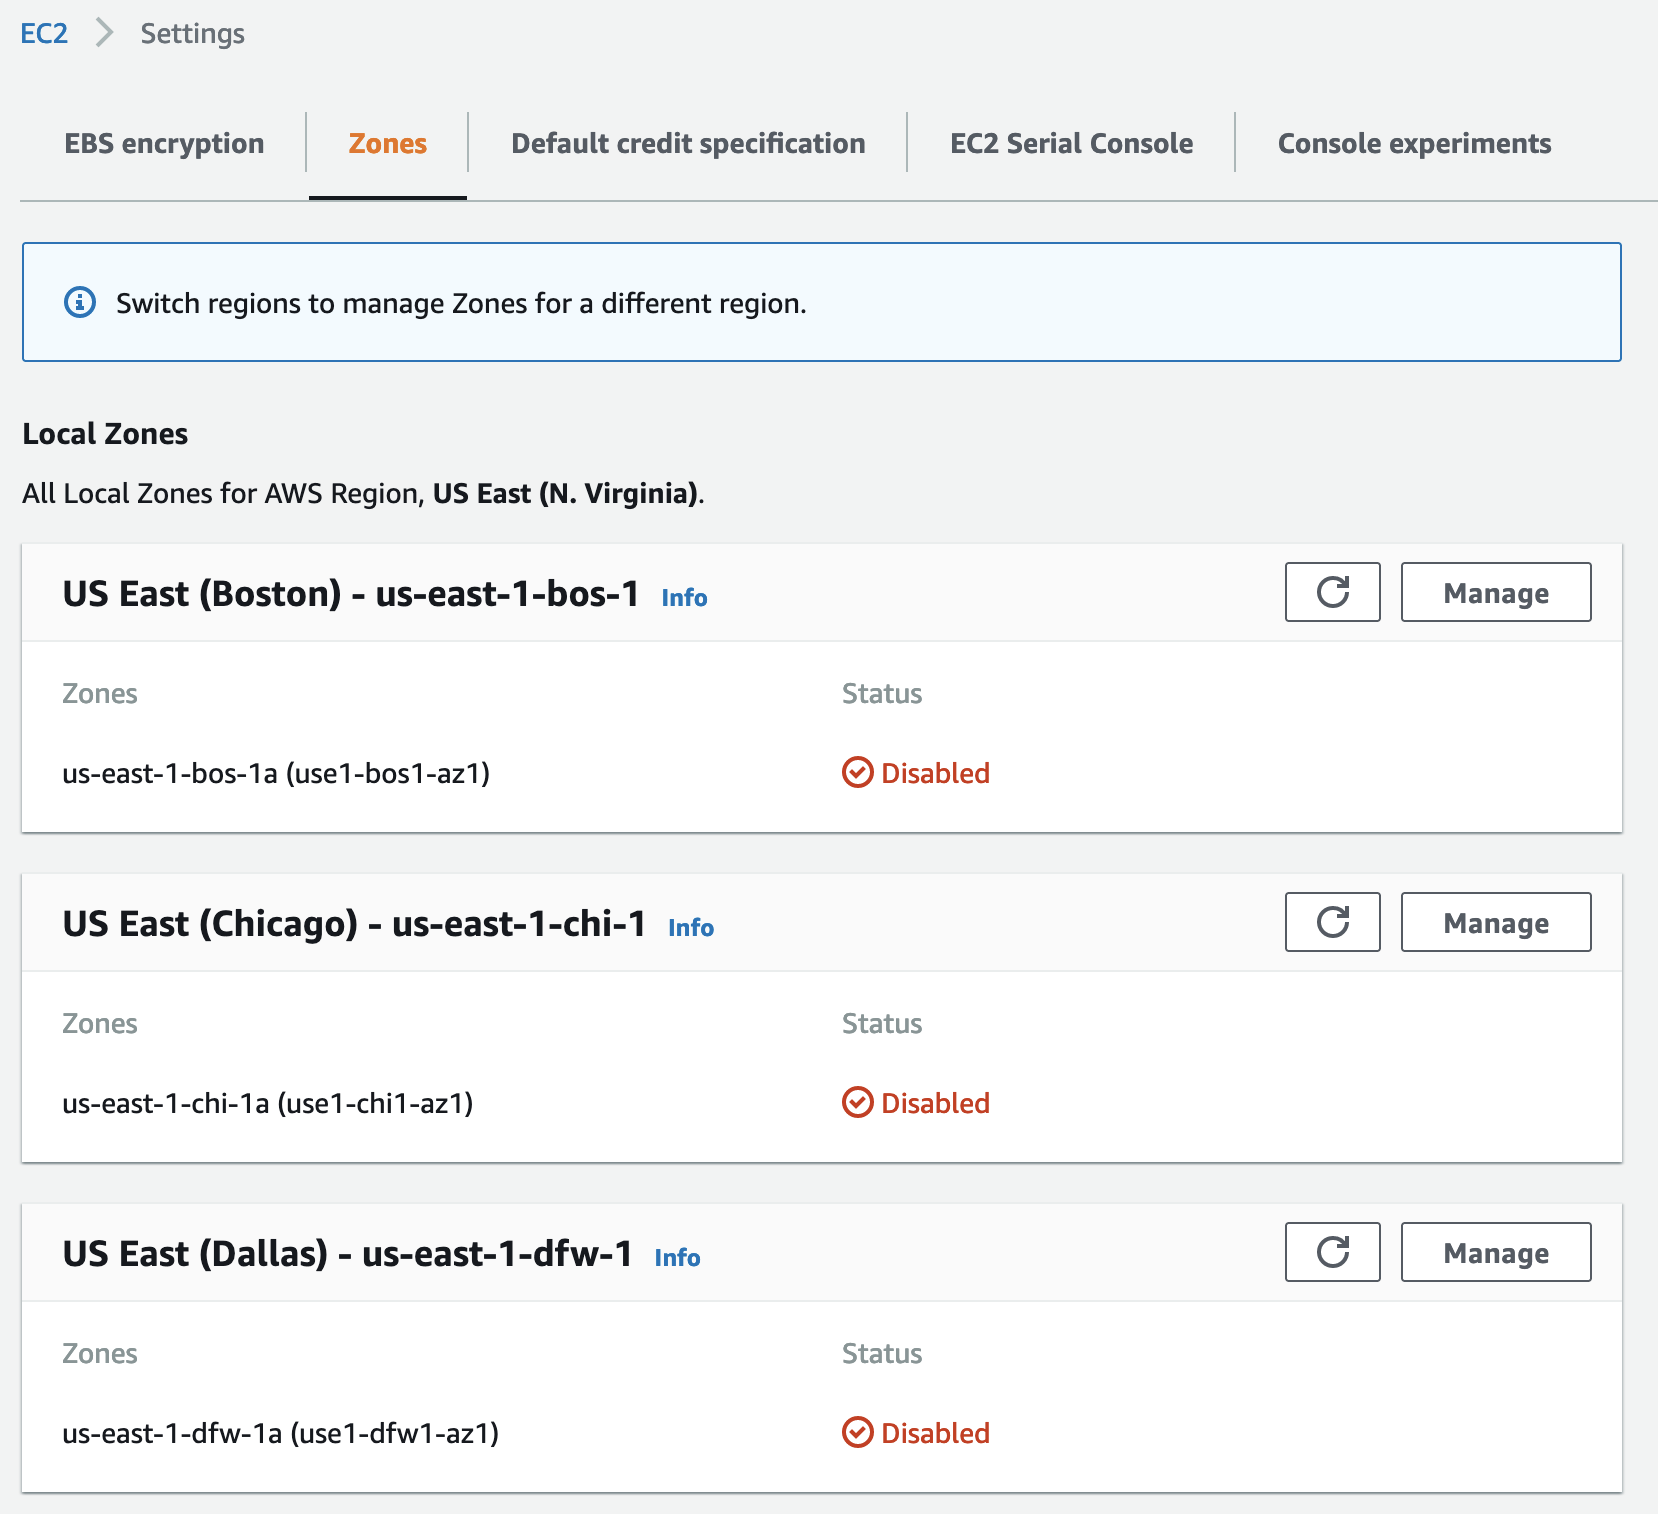 EC2 Settings
EBS encryption Zones Default credit specification EC2 Serial Console Console experiments
Switch regions to manage Zones for a different region.
Local Zones
All Local Zones for AWS Region, US East (N. Virginia).
US East (Boston) - us-east-1-bos-1 Info Manage
Zones Status
us-east-1-bos-1a (use1-bos1-az1) Disabled
US East (Chicago) - us-east-1-chi-1 Info Manage
Zones Status
us-east-1-chi-1a (use1-chi1-az1) Disabled
US East (Dallas) - us-east-1-dfw-1 Info Manage
Zones Status
us-east-1-dfw-1a (use1-dfw1-az1) Disabled